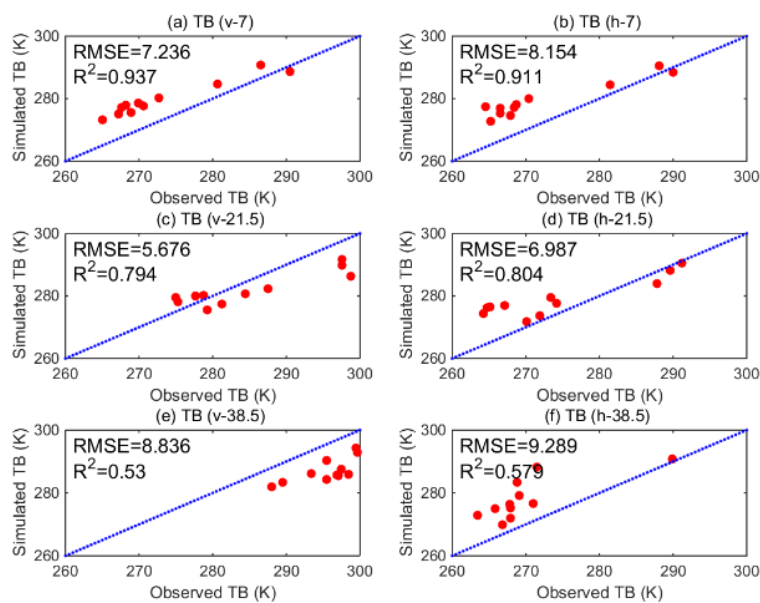 (a) TB (v-7)
RMSE=7.236
R²=0.937
300
280
260
Simulated TB (K)
260 270 280 290 300
Observed TB (K)
(b) TB (h-7)
RMSE=8.154
R²=0.911
300
280
260
Simulated TB (K)
260 270 280 290 300
Observed TB (K)
(c) TB (v-21.5)
RMSE=5.676
R²=0.794
300
280
260
Simulated TB (K)
260 270 280 290 300
Observed TB (K)
(d) TB (h-21.5)
RMSE=6.987
R²=0.804
300
280
260
Simulated TB (K)
260 270 280 290 300
Observed TB (K)
(e) TB (v-38.5)
RMSE=8.836
R²=0.53
300
280
260
Simulated TB (K)
260 270 280 290 300
Observed TB (K)
(f) TB (h-38.5)
RMSE=9.289
R²=0.579
300
280
260
Simulated TB (K)
260 270 280 290 300
Observed TB (K)